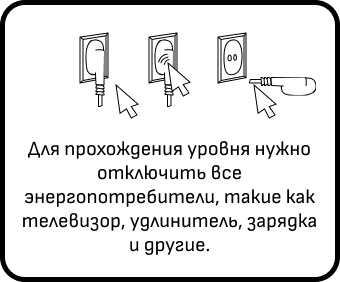 Для прохождения уровня нужно
отключить все
энергопотребители, такие как
телевизор, удлинитель, зарядка
и другие.